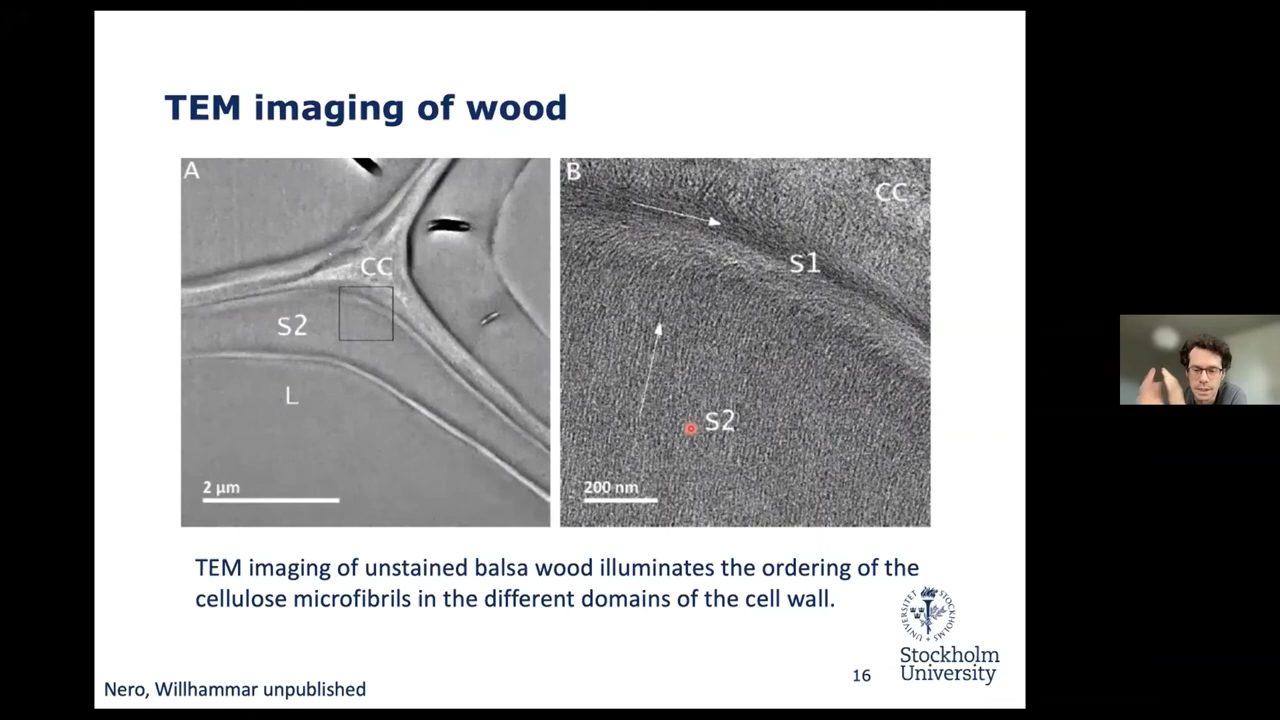 TEM imaging of wood
A
CC
S2
L
2 μm
B
CC
S1
S2
200 nm
TEM imaging of unstained balsa wood illuminates the ordering of the
cellulose microfibrils in the different domains of the cell wall.
Stockholm
University
16
Nero, Willhammar unpublished